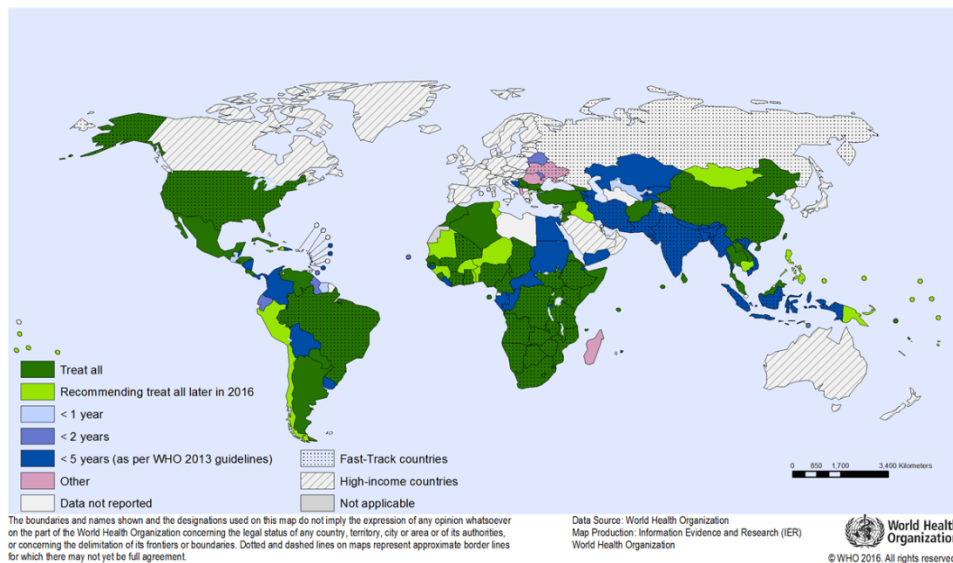 Treat all
Recommending treat all later in 2016
< 1 year
< 2 years
< 5 years (as per WHO 2013 guidelines)
Other
Data not reported
Fast-Track countries
High-income countries
Not applicable
0 850 1,700 3,400 Kilometers
The boundaries and names shown and the designations used on this map do not imply the expression of any opinion whatsoever
on the part of the World Health Organization concerning the legal status of any country, territory, city or area or of its authorities,
or concerning the delimitation of its frontiers or boundaries. Dotted and dashed lines on maps represent approximate border lines
for which there may not yet be full agreement.
Data Source: World Health Organization
Map Production: Information Evidence and Research (IER)
World Health Organization
World Health
Organization
© WHO 2016. All rights reserved